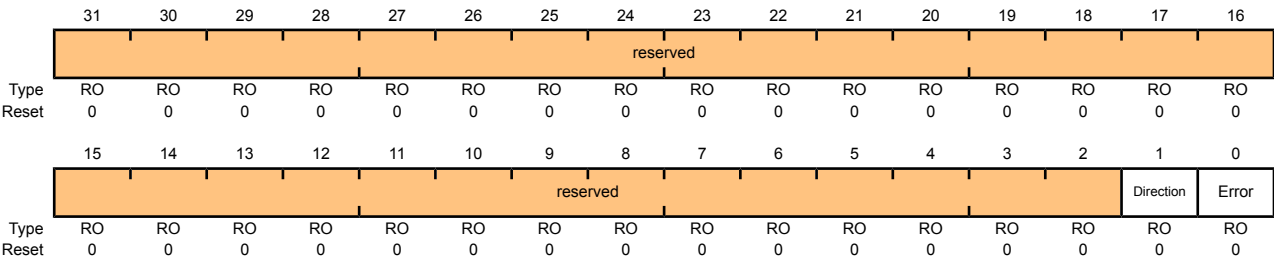 31 30 29 28 27 26 25 24 23 22 21 20 19 18 17 16
reserved
Type RO RO RO RO RO RO RO RO RO RO RO RO RO RO RO RO
Reset 0 0 0 0 0 0 0 0 0 0 0 0 0 0 0 0
15 14 13 12 11 10 9 8 7 6 5 4 3 2 1 0
reserved Direction Error
Type RO RO RO RO RO RO RO RO RO RO RO RO RO RO RO RO
Reset 0 0 0 0 0 0 0 0 0 0 0 0 0 0 0 0